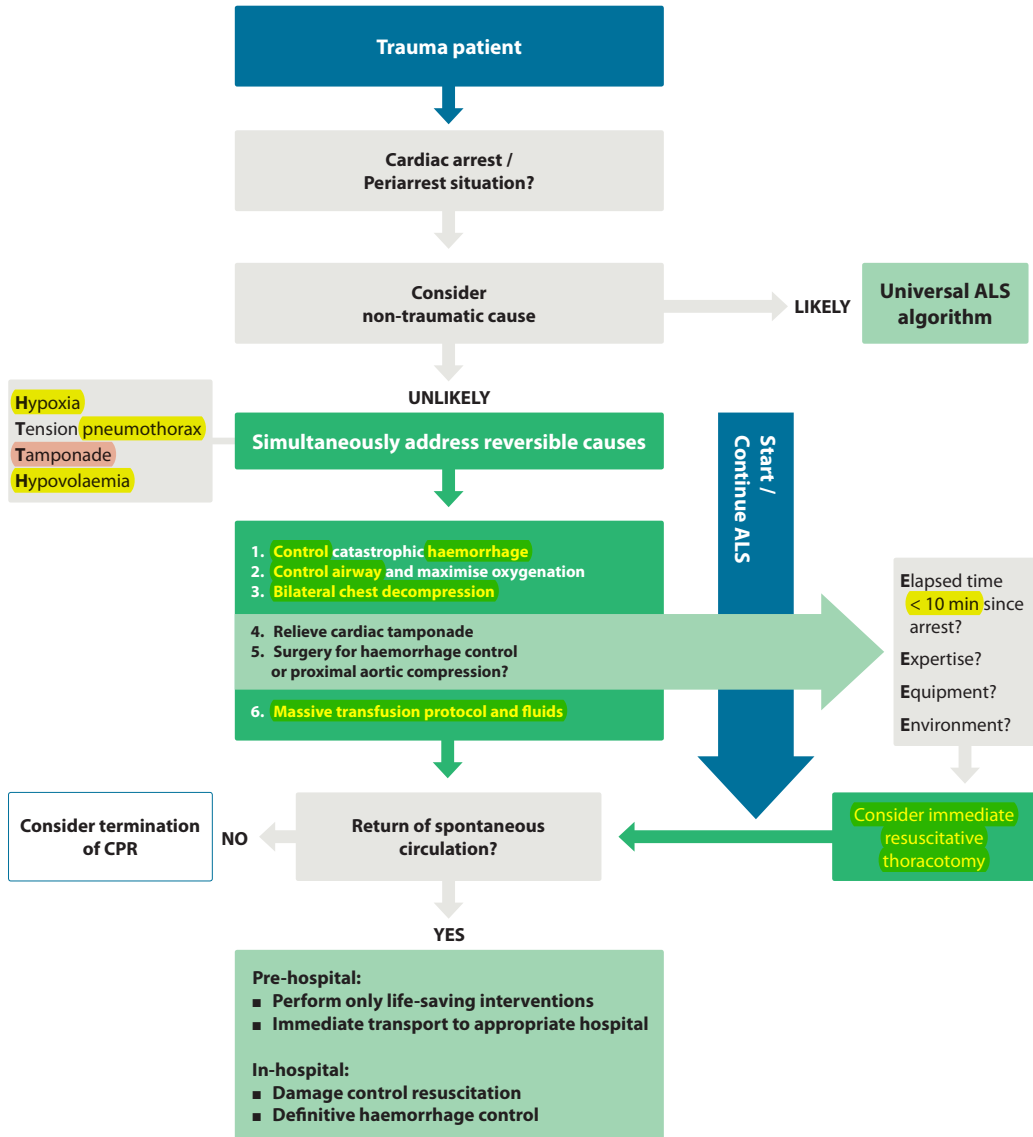 Trauma patient
Cardiac arrest /
Periarrest situation?
Consider
non-traumatic cause
LIKELY
Universal ALS
algorithm
UNLIKELY
Hypoxia
Tension pneumothorax
Tamponade
Hypovolaemia
Simultaneously address reversible causes
Start /
Continue ALS
1. Control catastrophic haemorrhage
2. Control airway and maximise oxygenation
3. Bilateral chest decompression
4. Relieve cardiac tamponade
5. Surgery for haemorrhage control
or proximal aortic compression?
6. Massive transfusion protocol and fluids
Elapsed time
< 10 min since
arrest?
Expertise?
Equipment?
Environment?
Consider immediate
resuscitative
thoracotomy
Return of spontaneous
circulation?
NO
Consider termination
of CPR
YES
Pre-hospital:
■ Perform only life-saving interventions
■ Immediate transport to appropriate hospital
In-hospital:
■ Damage control resuscitation
■ Definitive haemorrhage control